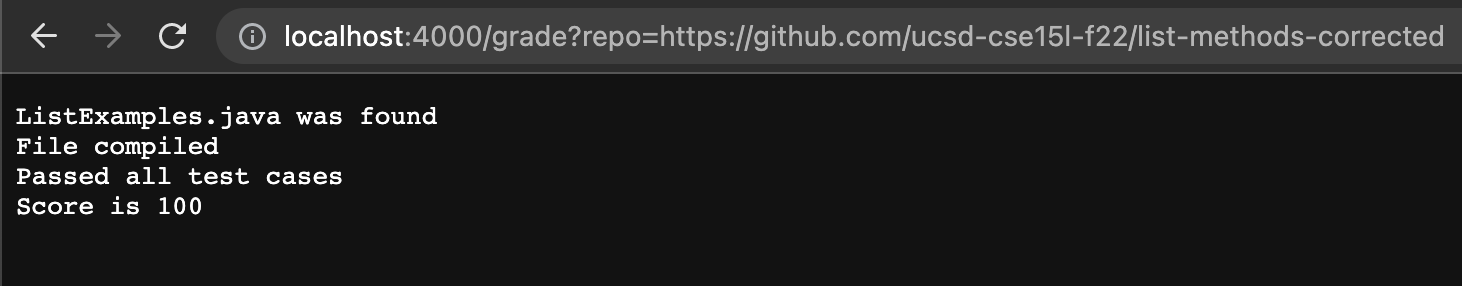 localhost:4000/grade?repo=https://github.com/ucsd-cse15l-f22/list-methods-corrected
ListExamples.java was found
File compiled
Passed all test cases
Score is 100